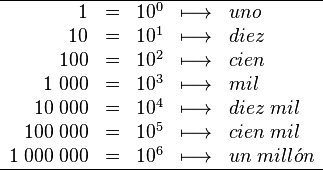 1 = 10⁰ ⟼ uno
10 = 10¹ ⟼ diez
100 = 10² ⟼ cien
1 000 = 10³ ⟼ mil
10 000 = 10⁴ ⟼ diez mil
100 000 = 10⁵ ⟼ cien mil
1 000 000 = 10⁶ ⟼ un millón